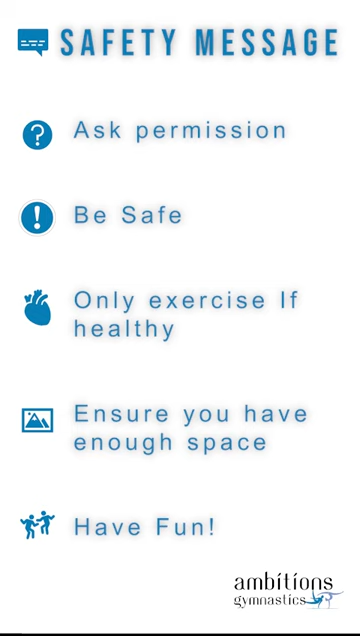 SAFETY MESSAGE
Ask permission
Be Safe
Only exercise If
healthy
Ensure you have
enough space
Have Fun!
ambitions
gymnastics